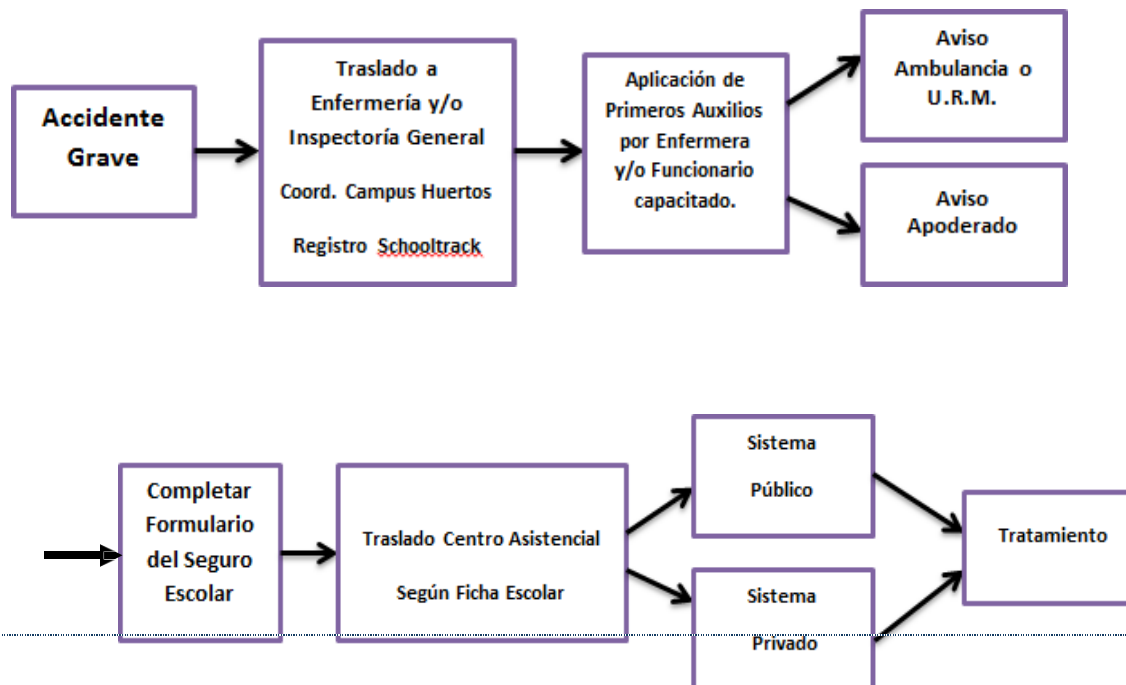 Accidente
Grave
Traslado a
Enfermería y/o
Inspectoría General
Coord. Campus Huertos
Registro Schooltrack
Aplicación de
Primeros Auxilios
por Enfermera
y/o Funcionario
capacitado.
Aviso
Ambulancia o
U.R.M.
Aviso
Apoderado
Completar
Formulario
del Seguro
Escolar
Traslado Centro Asistencial
Según Ficha Escolar
Sistema
Público
Sistema
Privado
Tratamiento